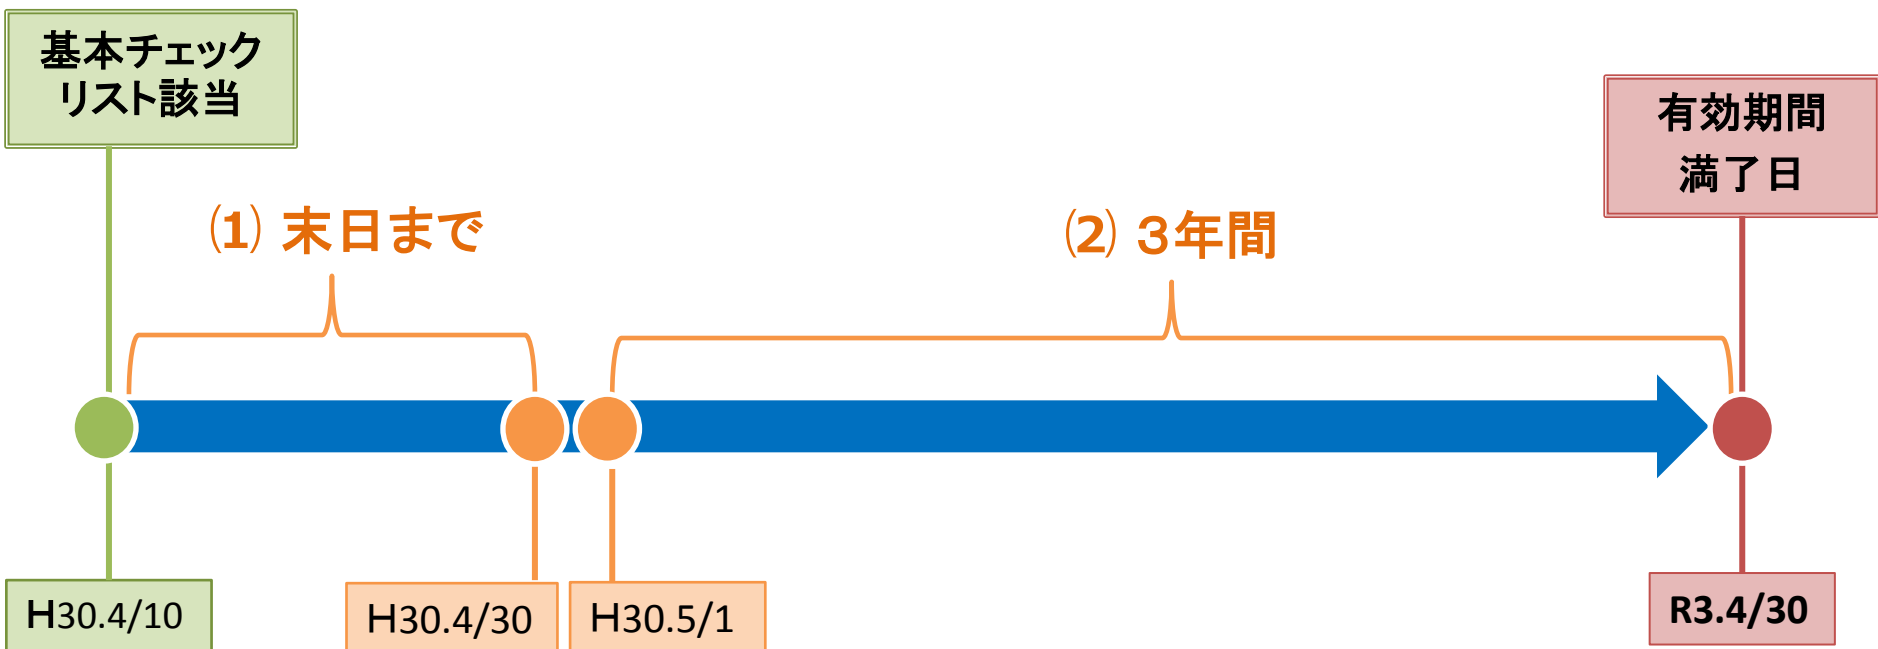 基本チェック
リスト該当
有効期間
満了日
⑴ 末日まで
⑵ ３年間
H30.4/10
H30.4/30
H30.5/1
R3.4/30